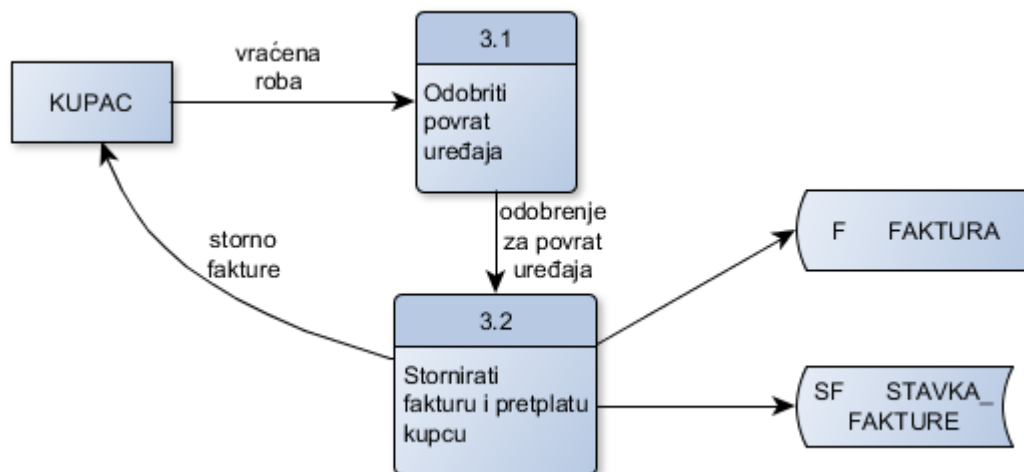 3.1
vraćena
roba
KUPAC
Odobriti
povrat
uređaja
odobrenje
za povrat
uređaja
storno
fakture
F FAKTURA
3.2
Stornirati
fakturu i pretplatu
kupcu
SF STAVKA_
FAKTURE